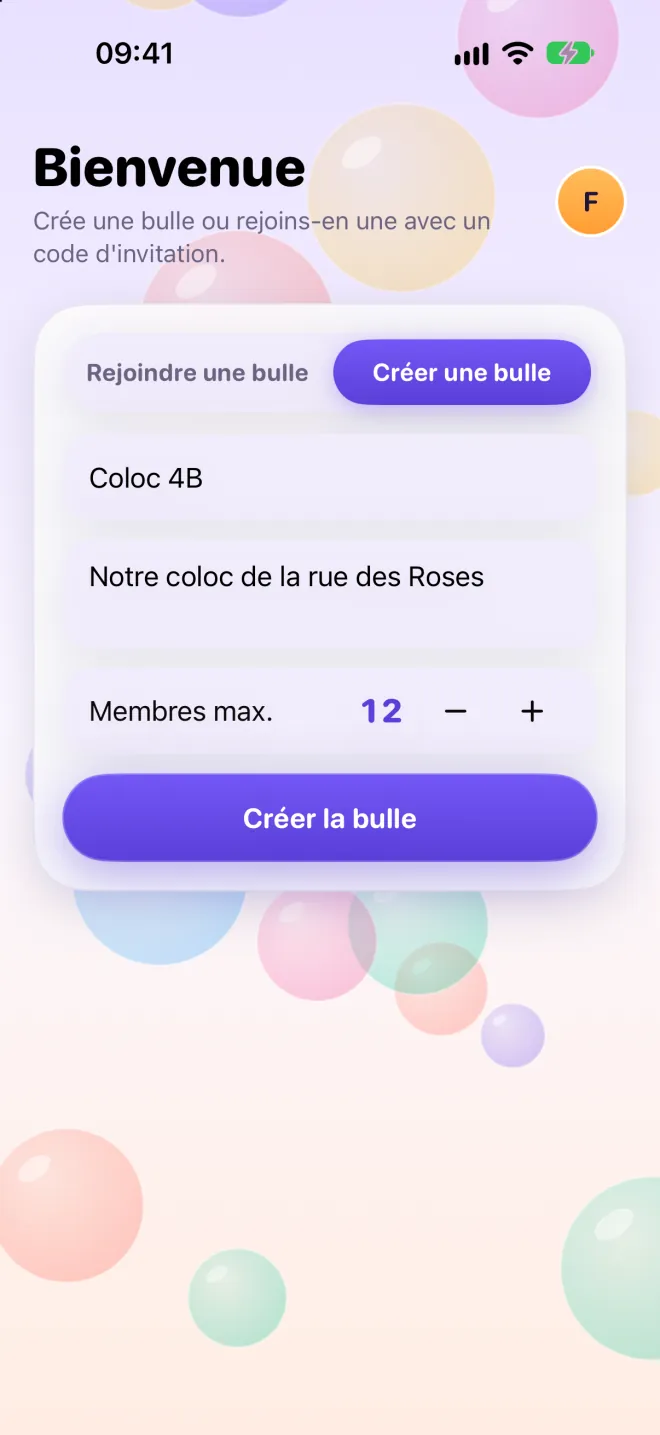 09:41
Bienvenue
F
Crée une bulle ou rejoins-en une avec un
code d'invitation.
Rejoindre une bulle
Créer une bulle
Coloc 4B
Notre coloc de la rue des Roses
Membres max. 12 − +
Créer la bulle